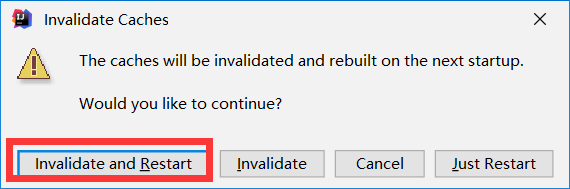 Invalidate Caches
The caches will be invalidated and rebuilt on the next startup.
Would you like to continue?
Invalidate and Restart Invalidate Cancel Just Restart